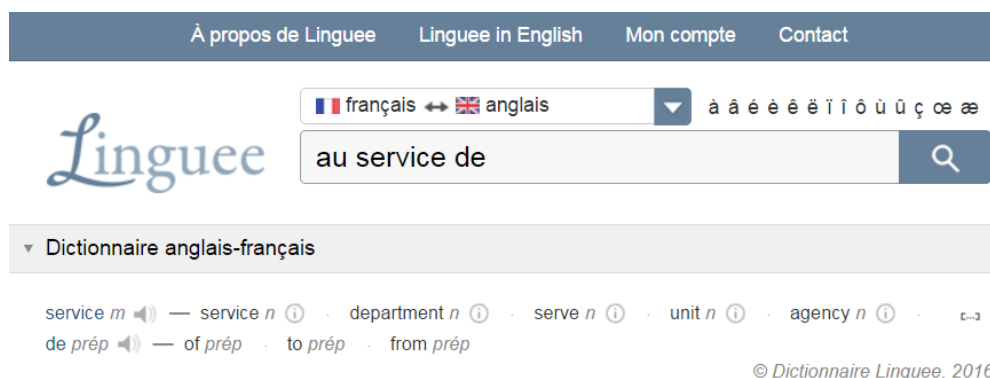 À propos de Linguee Linguee in English Mon compte Contact
français ↔ anglais à â é è ê ë ï î ô ù û ç œ æ
Linguee
au service de
Dictionnaire anglais-français
service m — service n · department n · serve n · unit n · agency n · [...]
de prép — of prép · to prép · from prép
© Dictionnaire Linguee, 2016